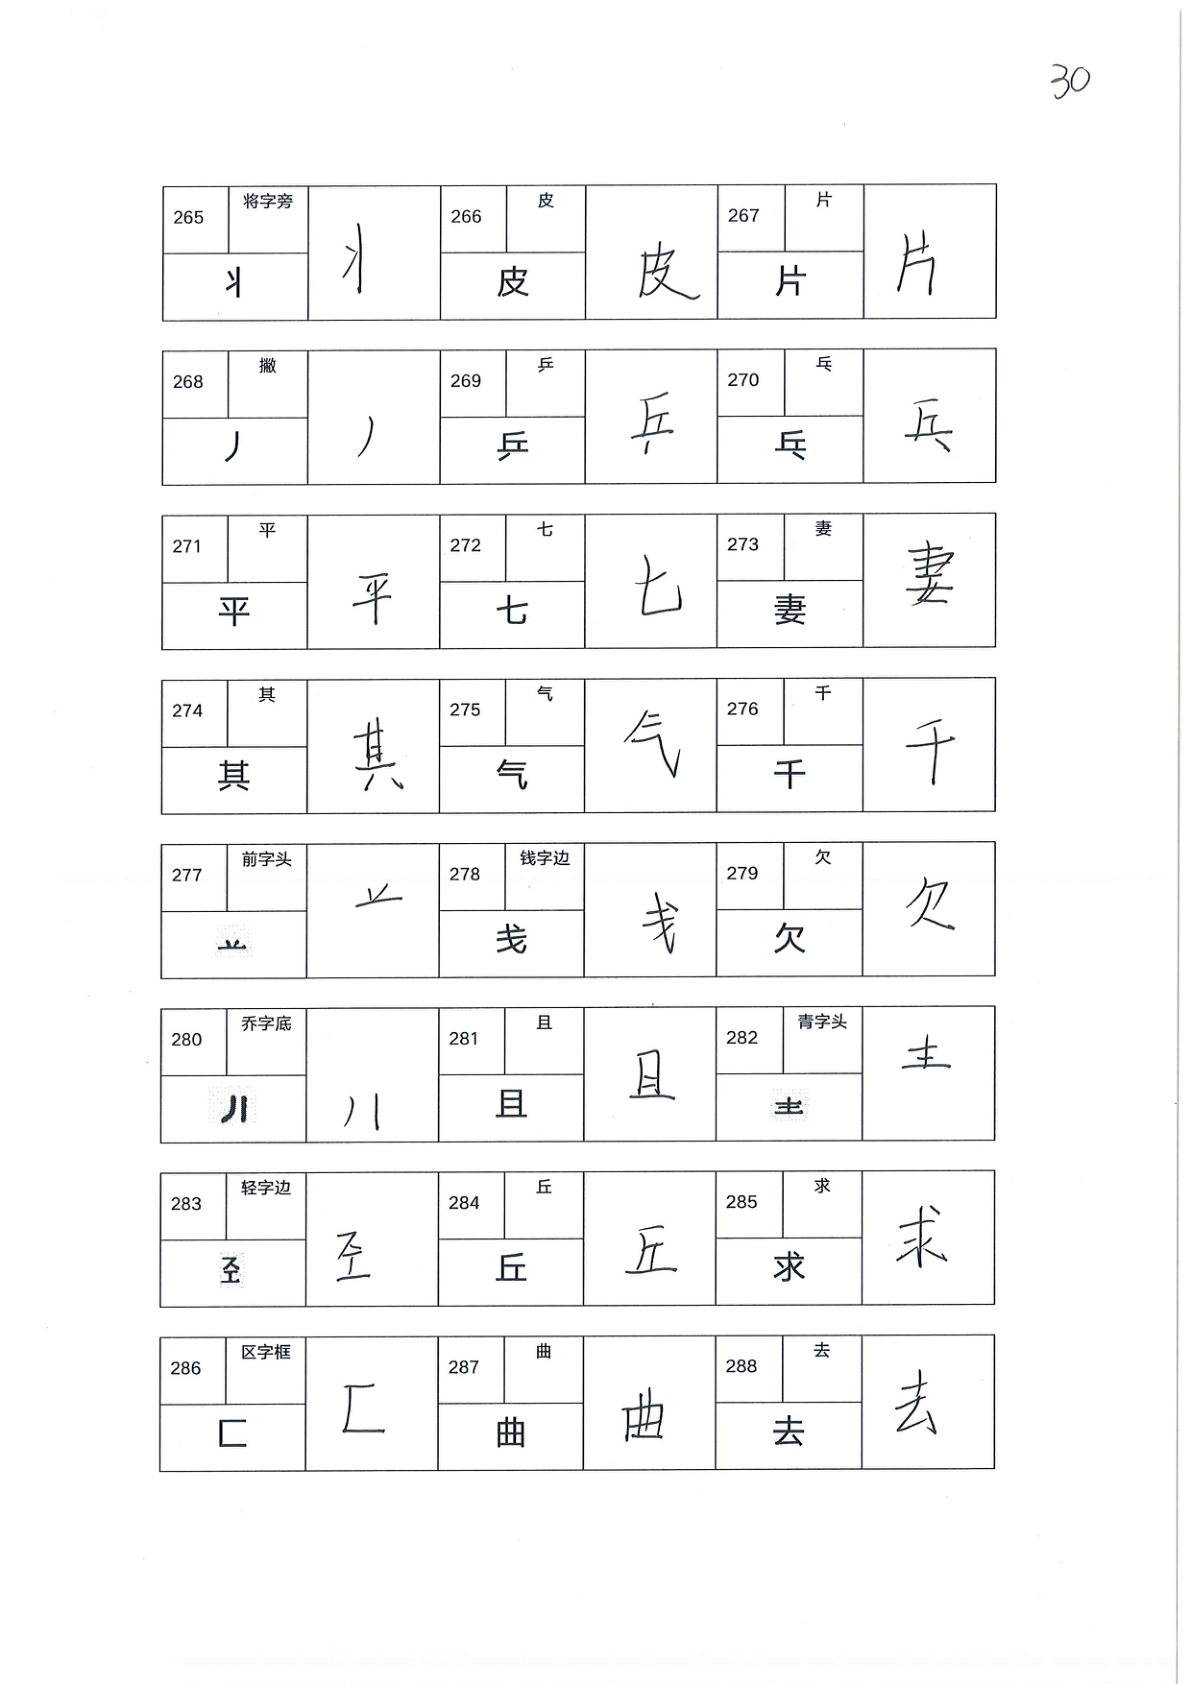 30
265 将字旁 丬 丬 266 皮 皮 皮 267 片 片 片
268 撇 丿 丿 269 乒 乒 乒 270 乓 乓 乓
271 平 平 平 272 七 七 七 273 妻 妻 妻
274 其 其 其 275 气 气 气 276 千 千 千
277 前字头 䒑 䒑 278 钱字边 戋 戋 279 欠 欠 欠
280 乔字底 丿丨 丿丨 281 且 且 且 282 青字头 龶 龶
283 轻字边 𢀖 𢀖 284 丘 丘 丘 285 求 求 求
286 区字框 匚 匚 287 曲 曲 曲 288 去 去 去